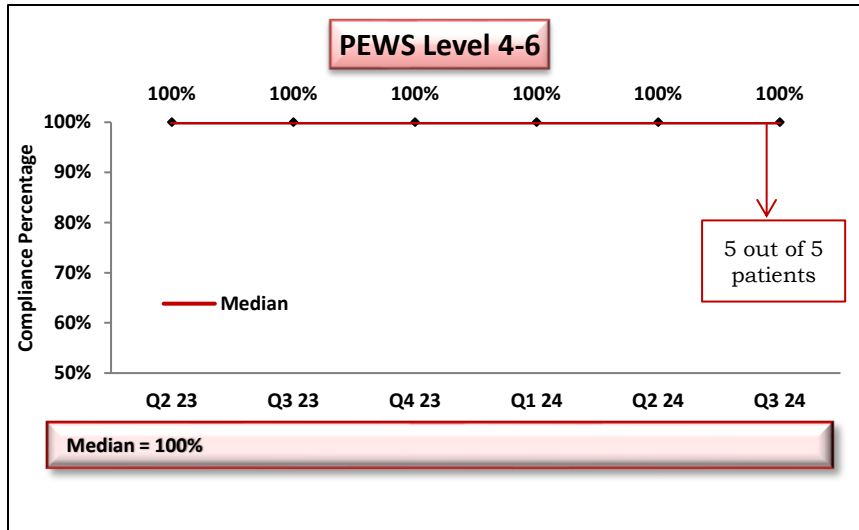 PEWS Level 4-6
100% 100% 100% 100% 100% 100%
Compliance Percentage
100%
90%
80%
70%
60%
50%
5 out of 5
patients
Median
Q2 23 Q3 23 Q4 23 Q1 24 Q2 24 Q3 24
Median = 100%